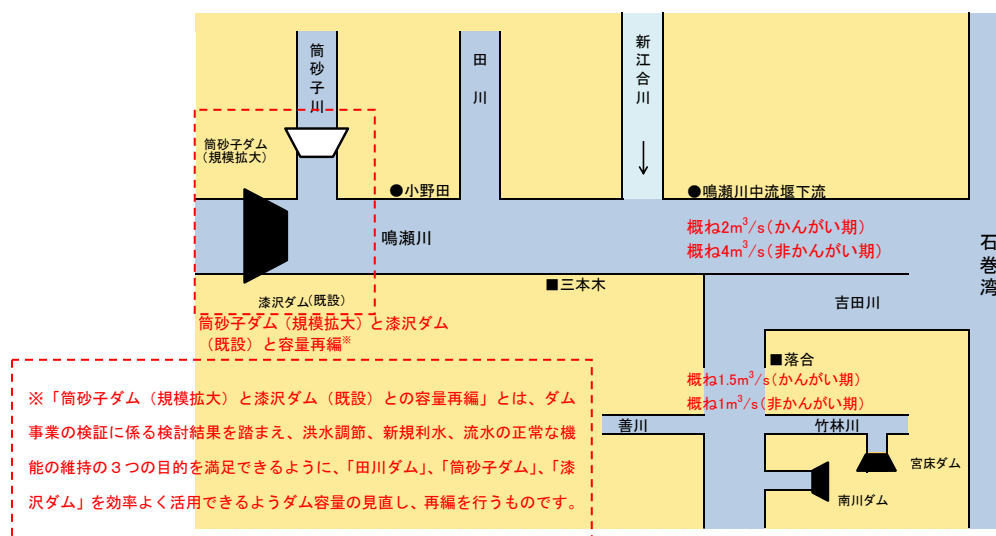 筒砂子川
田川
新江合川
筒砂子ダム
(規模拡大)
●小野田
●鳴瀬川中流堰下流
概ね2m³/s(かんがい期)
概ね4m³/s(非かんがい期)
鳴瀬川
石巻湾
■三本木
漆沢ダム(既設)
吉田川
筒砂子ダム（規模拡大）と漆沢ダム
（既設）と容量再編※
■落合
概ね1.5m³/s(かんがい期)
概ね1m³/s(非かんがい期)
善川
竹林川
宮床ダム
南川ダム
※「筒砂子ダム（規模拡大）と漆沢ダム（既設）との容量再編」とは、ダム
事業の検証に係る検討結果を踏まえ、洪水調節、新規利水、流水の正常な機
能の維持の３つの目的を満足できるように、「田川ダム」、「筒砂子ダム」、「漆
沢ダム」を効率よく活用できるようダム容量の見直し、再編を行うものです。